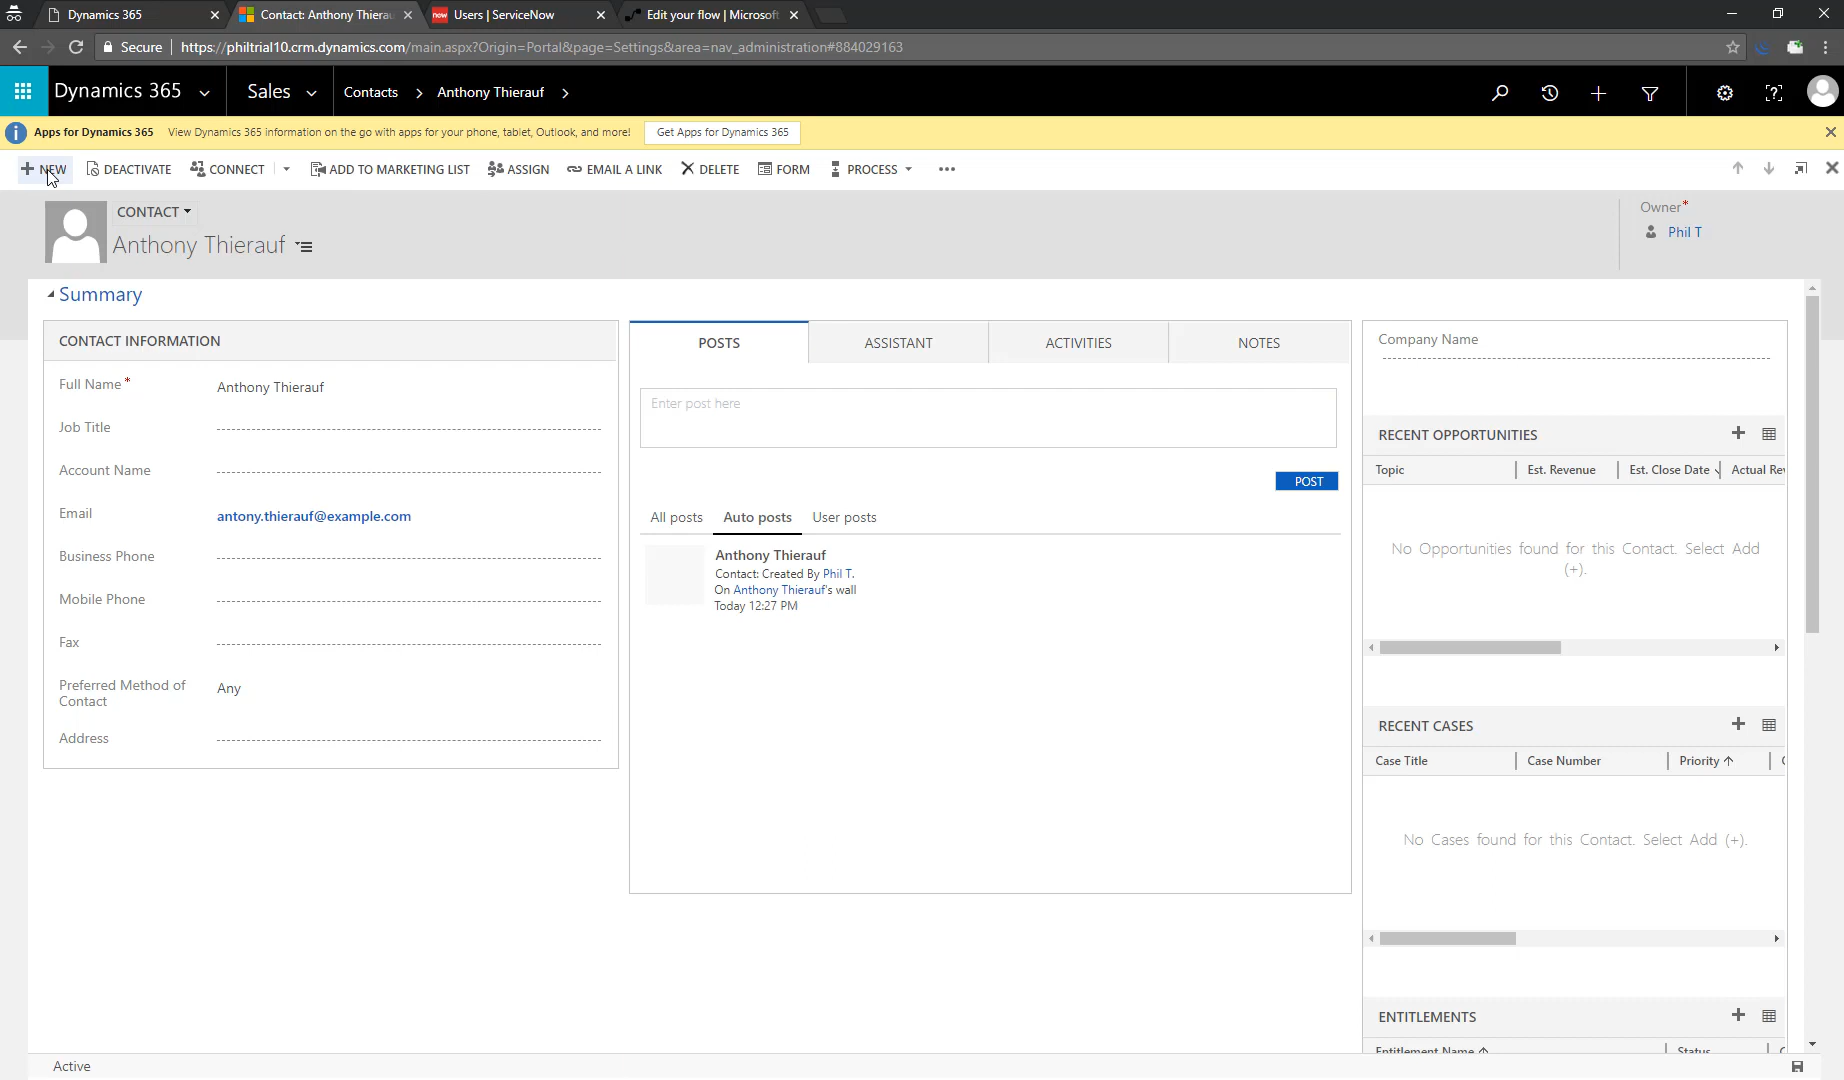 Dynamics 365
Contact: Anthony Thierau
now Users | ServiceNow
Edit your flow | Microsoft
Secure
https://philtrial10.crm.dynamics.com/main.aspx?Origin=Portal&page=Settings&area=nav_administration#884029163
Dynamics 365
Sales
Contacts > Anthony Thierauf >
Apps for Dynamics 365 View Dynamics 365 information on the go with apps for your phone, tablet, Outlook, and more! Get Apps for Dynamics 365
NEW DEACTIVATE CONNECT ADD TO MARKETING LIST ASSIGN EMAIL A LINK DELETE FORM PROCESS
CONTACT
Anthony Thierauf
Owner*
Phil T
Summary
CONTACT INFORMATION
Full Name* Anthony Thierauf
Job Title
Account Name
Email antony.thierauf@example.com
Business Phone
Mobile Phone
Fax
Preferred Method of
Contact
Any
Address
POSTS ASSISTANT ACTIVITIES NOTES
Enter post here
POST
All posts Auto posts User posts
Anthony Thierauf
Contact: Created By Phil T.
On Anthony Thierauf's wall
Today 12:27 PM
Company Name
RECENT OPPORTUNITIES
Topic Est. Revenue Est. Close Date Actual Rev
No Opportunities found for this Contact. Select Add
(+).
RECENT CASES
Case Title Case Number Priority
No Cases found for this Contact. Select Add (+).
ENTITLEMENTS
Entitlement Name Status
Active